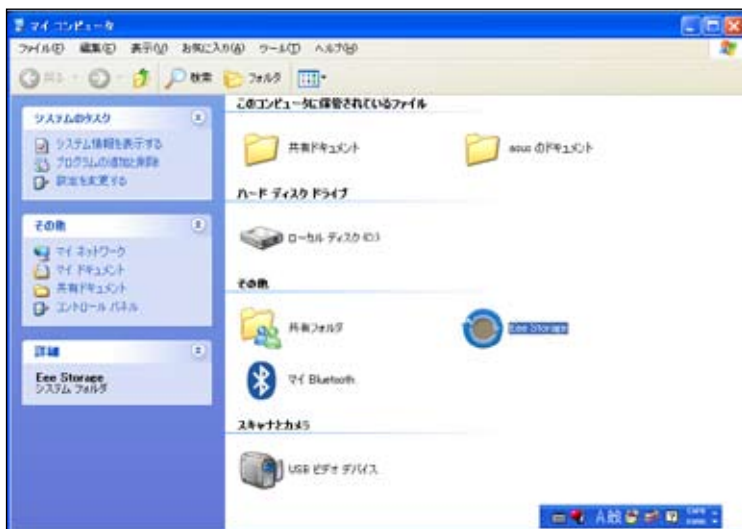 マイ コンピュータ
ファイル(F) 編集(E) 表示(V) お気に入り(A) ツール(T) ヘルプ(H)
戻る 検索 フォルダ
システムのタスク
システム情報を表示する
プログラムの追加と削除
設定を変更する
その他
マイ ネットワーク
マイ ドキュメント
共有ドキュメント
コントロール パネル
詳細
Eee Storage
システム フォルダ
このコンピュータに保管されているファイル
共有ドキュメント
asus のドキュメント
ハード ディスク ドライブ
ローカル ディスク (C:)
その他
共有フォルダ
Eee Storage
マイ Bluetooth
スキャナとカメラ
USB ビデオ デバイス
A 般
CAPS
KANA